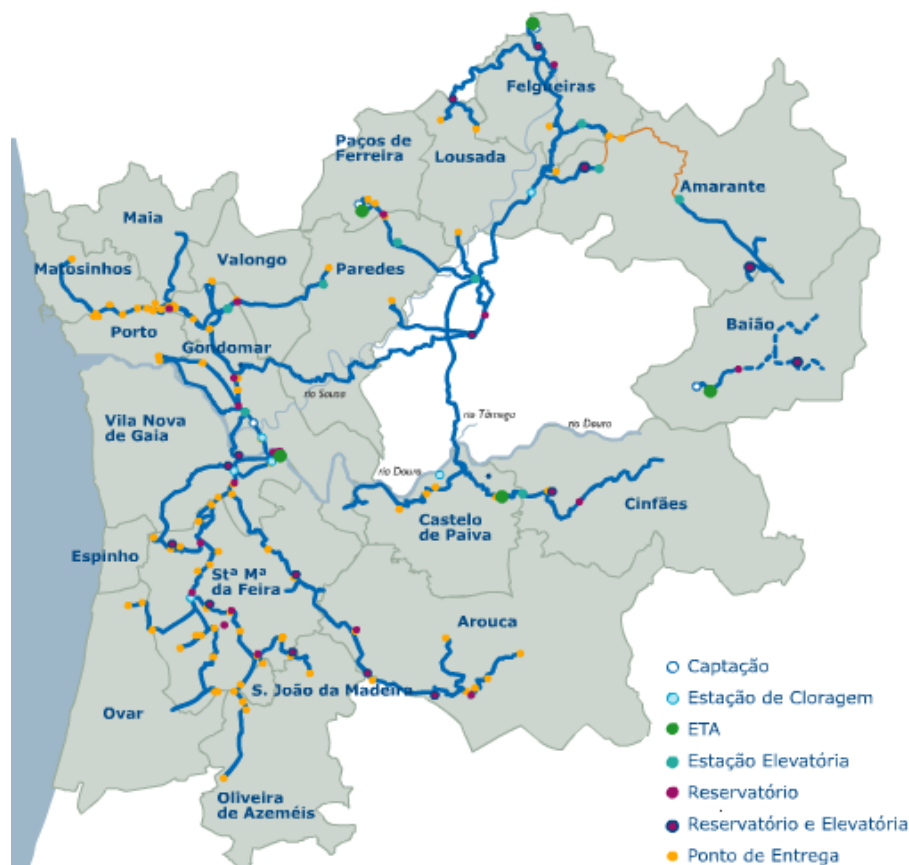 Felgueiras
Paços de
Ferreira
Lousada
Amarante
Maia
Matosinhos
Valongo
Paredes
Porto
Baião
Gondomar
rio Sousa
rio Tâmega
rio Douro
Vila Nova
de Gaia
rio Douro
Castelo
de Paiva
Cinfães
Espinho
Stª Mª
da Feira
Arouca
S. João da Madeira
Ovar
Oliveira
de Azeméis
Captação
Estação de Cloragem
ETA
Estação Elevatória
Reservatório
Reservatório e Elevatória
Ponto de Entrega